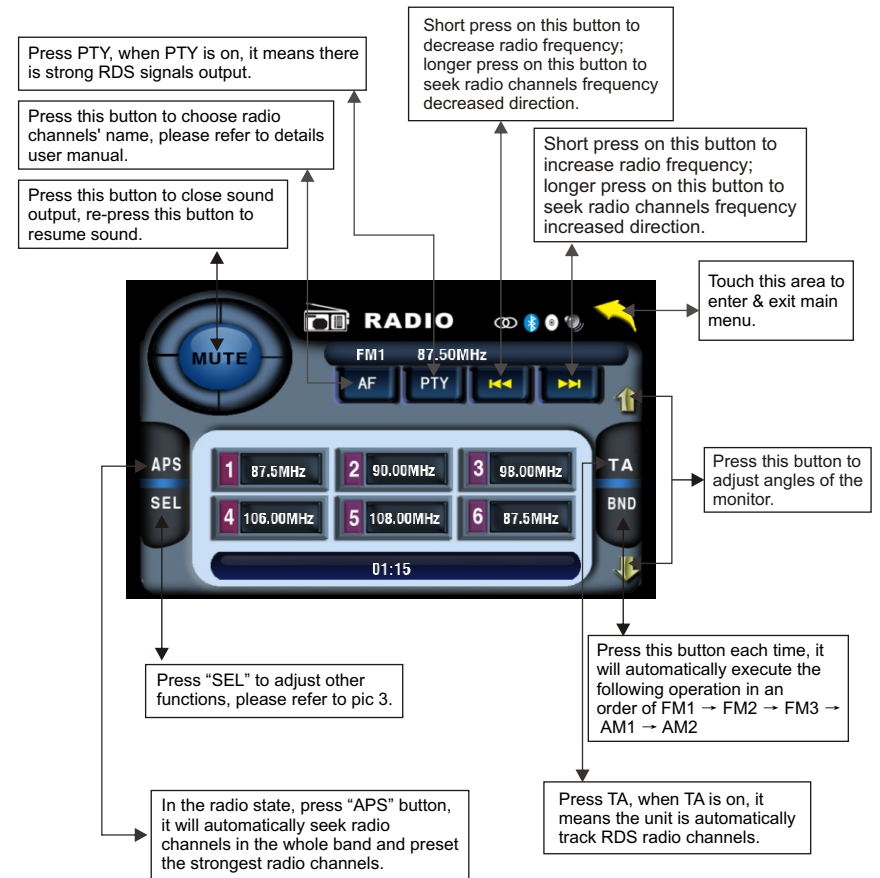 Short press on this button to
decrease radio frequency;
longer press on this button to
seek radio channels frequency
decreased direction.
Press PTY, when PTY is on, it means there
is strong RDS signals output.
Press this button to choose radio
channels' name, please refer to details
user manual.
Short press on this button to
increase radio frequency;
longer press on this button to
seek radio channels frequency
increased direction.
Press this button to close sound
output, re-press this button to
resume sound.
Touch this area to
enter & exit main
menu.
RADIO
MUTE
FM1 87.50MHz
AF PTY
APS
SEL
1 87.5MHz 2 90.00MHz 3 98.00MHz
4 106.00MHz 5 108.00MHz 6 87.5MHz
01:15
TA
BND
Press this button to
adjust angles of the
monitor.
Press “SEL” to adjust other
functions, please refer to pic 3.
Press this button each time, it
will automatically execute the
following operation in an
order of FM1 → FM2 → FM3 →
AM1 → AM2
In the radio state, press “APS” button,
it will automatically seek radio
channels in the whole band and preset
the strongest radio channels.
Press TA, when TA is on, it
means the unit is automatically
track RDS radio channels.